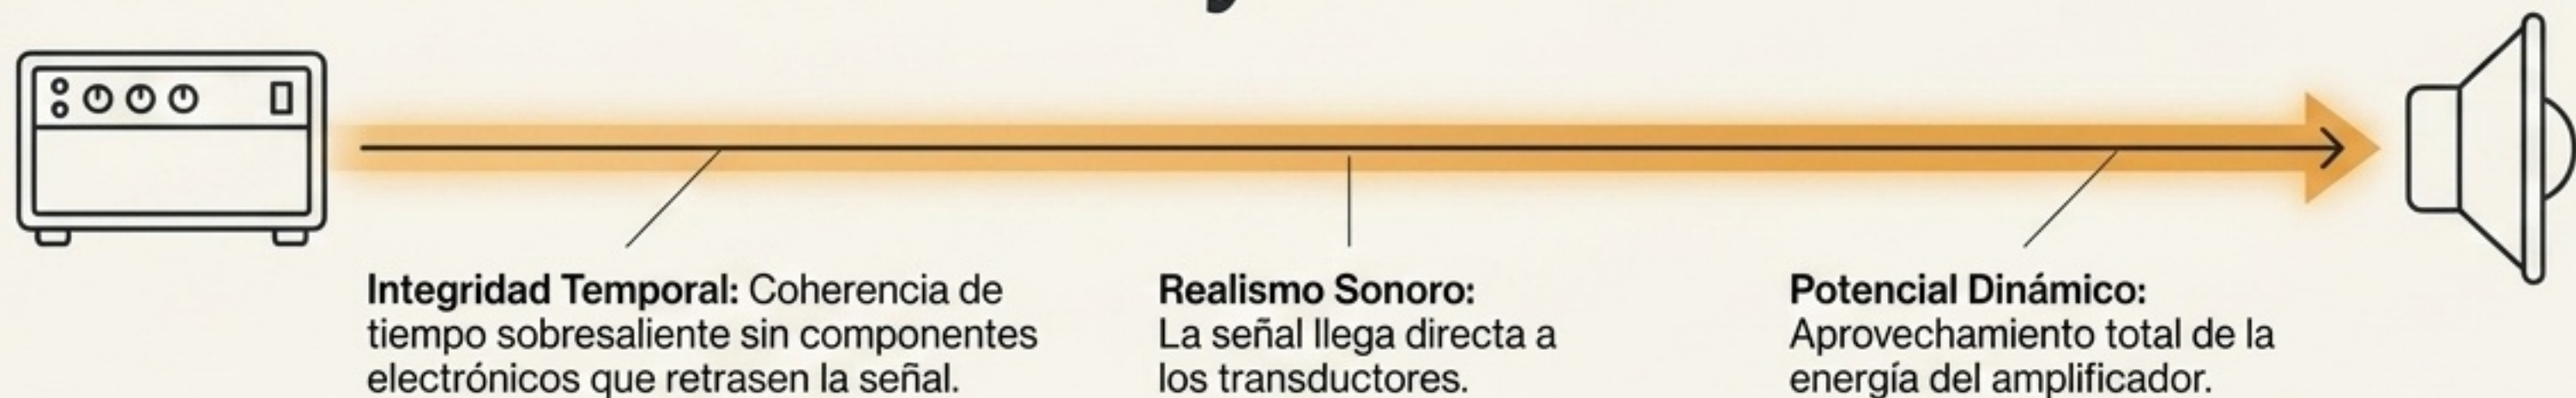 Integridad Temporal: Coherencia de
tiempo sobresaliente sin componentes
electrónicos que retrasen la señal.
Realismo Sonoro:
La señal llega directa a
los transductores.
Potencial Dinámico:
Aprovechamiento total de la
energía del amplificador.